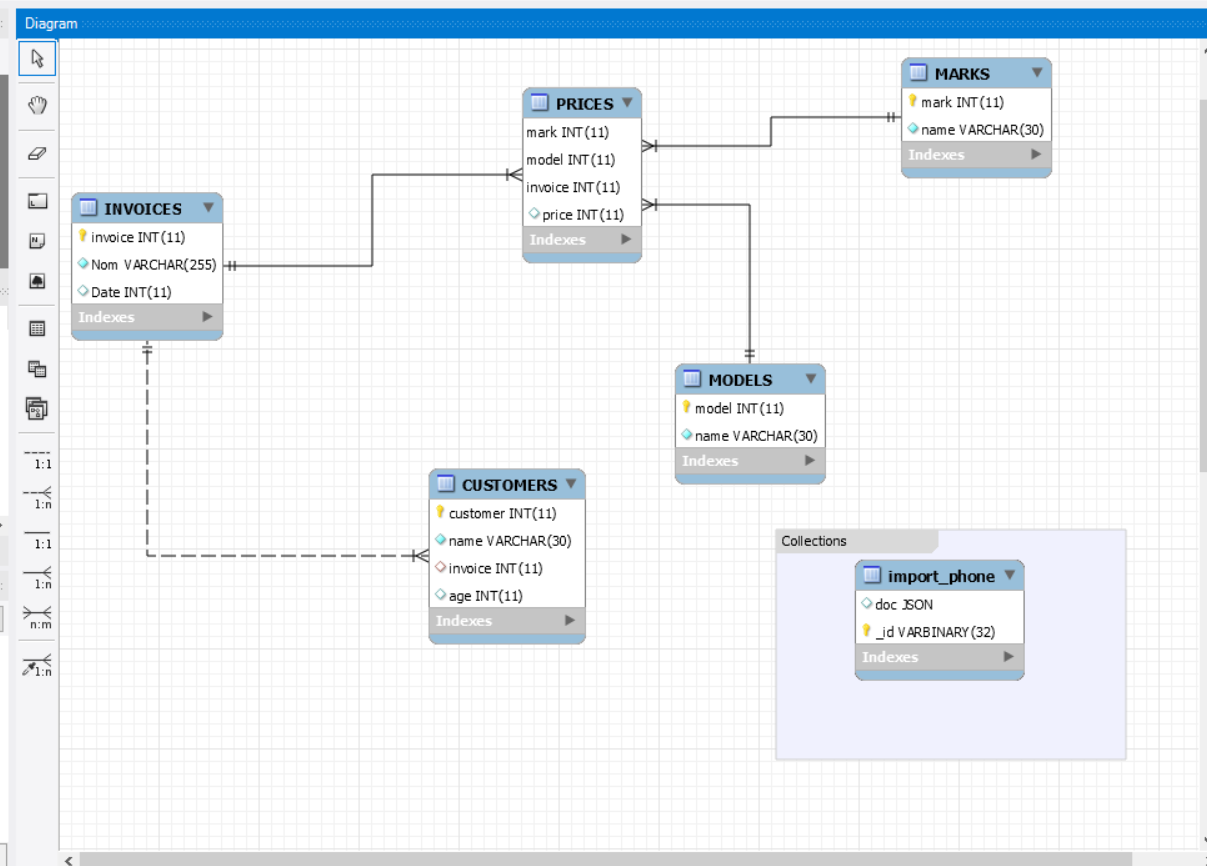 Diagram
MARKS
mark INT(11)
name VARCHAR(30)
Indexes
PRICES
mark INT(11)
model INT(11)
invoice INT(11)
price INT(11)
Indexes
INVOICES
invoice INT(11)
Nom VARCHAR(255)
Date INT(11)
Indexes
MODELS
model INT(11)
name VARCHAR(30)
Indexes
CUSTOMERS
customer INT(11)
name VARCHAR(30)
invoice INT(11)
age INT(11)
Indexes
Collections
import_phone
doc JSON
_id VARBINARY(32)
Indexes
1:1
1:n
1:1
1:n
n:m
1:n